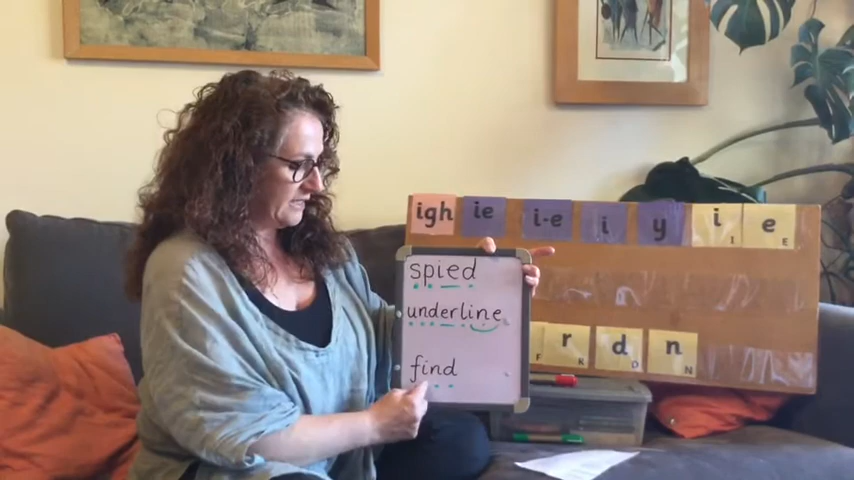 igh ie i-e i y i I e E
spied
underline
find
F r R d D n N